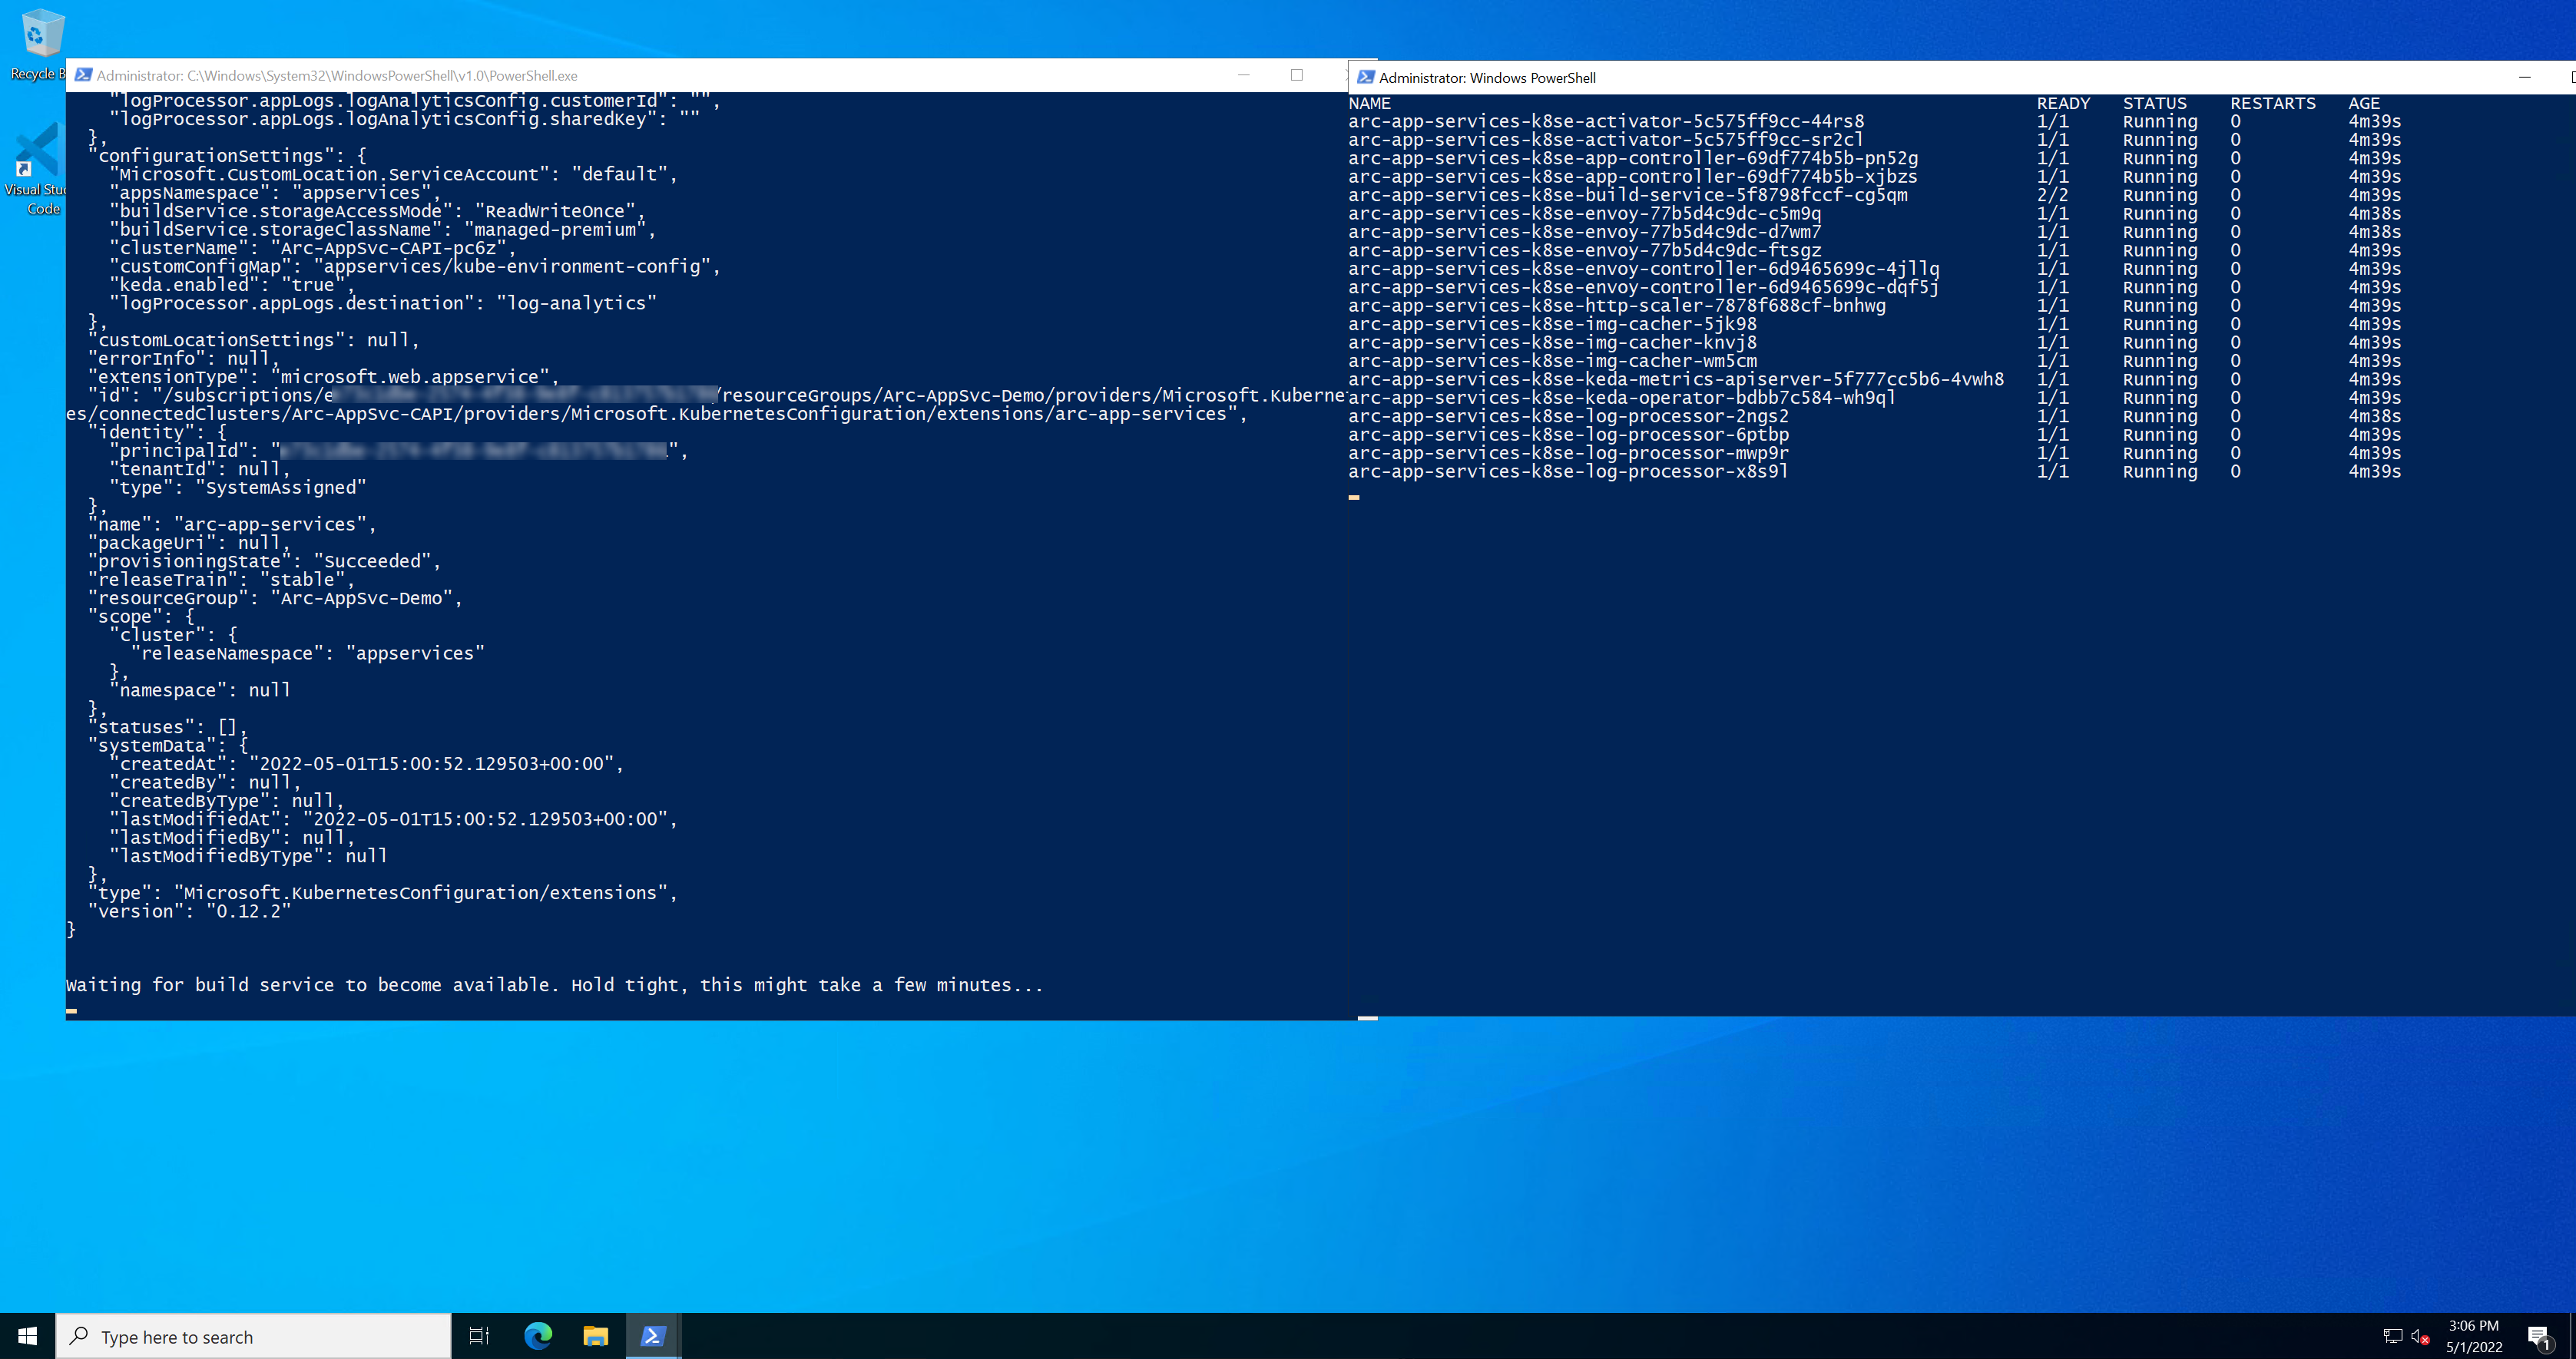 Recycle B
Visual Stud
Code
Administrator: C:\Windows\System32\WindowsPowerShell\v1.0\PowerShell.exe
"logProcessor.appLogs.logAnalyticsConfig.customerId": "",
"logProcessor.appLogs.logAnalyticsConfig.sharedKey": ""
},
"configurationSettings": {
"Microsoft.CustomLocation.ServiceAccount": "default",
"appsNamespace": "appservices",
"buildService.storageAccessMode": "ReadWriteOnce",
"buildService.storageClassName": "managed-premium",
"clusterName": "Arc-AppSvc-CAPI-pc6z",
"customConfigMap": "appservices/kube-environment-config",
"keda.enabled": "true",
"logProcessor.appLogs.destination": "log-analytics"
},
"customLocationSettings": null,
"errorInfo": null,
"extensionType": "microsoft.web.appservice",
"id": "/subscriptions/e /resourceGroups/Arc-AppSvc-Demo/providers/Microsoft.Kuberne
es/connectedClusters/Arc-AppSvc-CAPI/providers/Microsoft.KubernetesConfiguration/extensions/arc-app-services",
"identity": {
"principalId": " ",
"tenantId": null,
"type": "SystemAssigned"
},
"name": "arc-app-services",
"packageUri": null,
"provisioningState": "Succeeded",
"releaseTrain": "stable",
"resourceGroup": "Arc-AppSvc-Demo",
"scope": {
"cluster": {
"releaseNamespace": "appservices"
},
"namespace": null
},
"statuses": [],
"systemData": {
"createdAt": "2022-05-01T15:00:52.129503+00:00",
"createdBy": null,
"createdByType": null,
"lastModifiedAt": "2022-05-01T15:00:52.129503+00:00",
"lastModifiedBy": null,
"lastModifiedByType": null
},
"type": "Microsoft.KubernetesConfiguration/extensions",
"version": "0.12.2"
}
Waiting for build service to become available. Hold tight, this might take a few minutes...
Administrator: Windows PowerShell
NAME READY STATUS RESTARTS AGE
arc-app-services-k8se-activator-5c575ff9cc-44rs8 1/1 Running 0 4m39s
arc-app-services-k8se-activator-5c575ff9cc-sr2cl 1/1 Running 0 4m39s
arc-app-services-k8se-app-controller-69df774b5b-pn52g 1/1 Running 0 4m39s
arc-app-services-k8se-app-controller-69df774b5b-xjbzs 1/1 Running 0 4m39s
arc-app-services-k8se-build-service-5f8798fccf-cg5qm 2/2 Running 0 4m39s
arc-app-services-k8se-envoy-77b5d4c9dc-c5m9q 1/1 Running 0 4m38s
arc-app-services-k8se-envoy-77b5d4c9dc-d7wm7 1/1 Running 0 4m38s
arc-app-services-k8se-envoy-77b5d4c9dc-ftsgz 1/1 Running 0 4m39s
arc-app-services-k8se-envoy-controller-6d9465699c-4jllq 1/1 Running 0 4m39s
arc-app-services-k8se-envoy-controller-6d9465699c-dqf5j 1/1 Running 0 4m39s
arc-app-services-k8se-http-scaler-7878f688cf-bnhwg 1/1 Running 0 4m39s
arc-app-services-k8se-img-cacher-5jk98 1/1 Running 0 4m39s
arc-app-services-k8se-img-cacher-knvj8 1/1 Running 0 4m39s
arc-app-services-k8se-img-cacher-wm5cm 1/1 Running 0 4m39s
arc-app-services-k8se-keda-metrics-apiserver-5f777cc5b6-4vwh8 1/1 Running 0 4m39s
arc-app-services-k8se-keda-operator-bdbb7c584-wh9ql 1/1 Running 0 4m39s
arc-app-services-k8se-log-processor-2ngs2 1/1 Running 0 4m38s
arc-app-services-k8se-log-processor-6ptbp 1/1 Running 0 4m39s
arc-app-services-k8se-log-processor-mwp9r 1/1 Running 0 4m39s
arc-app-services-k8se-log-processor-x8s9l 1/1 Running 0 4m39s
Type here to search
3:06 PM
5/1/2022
1